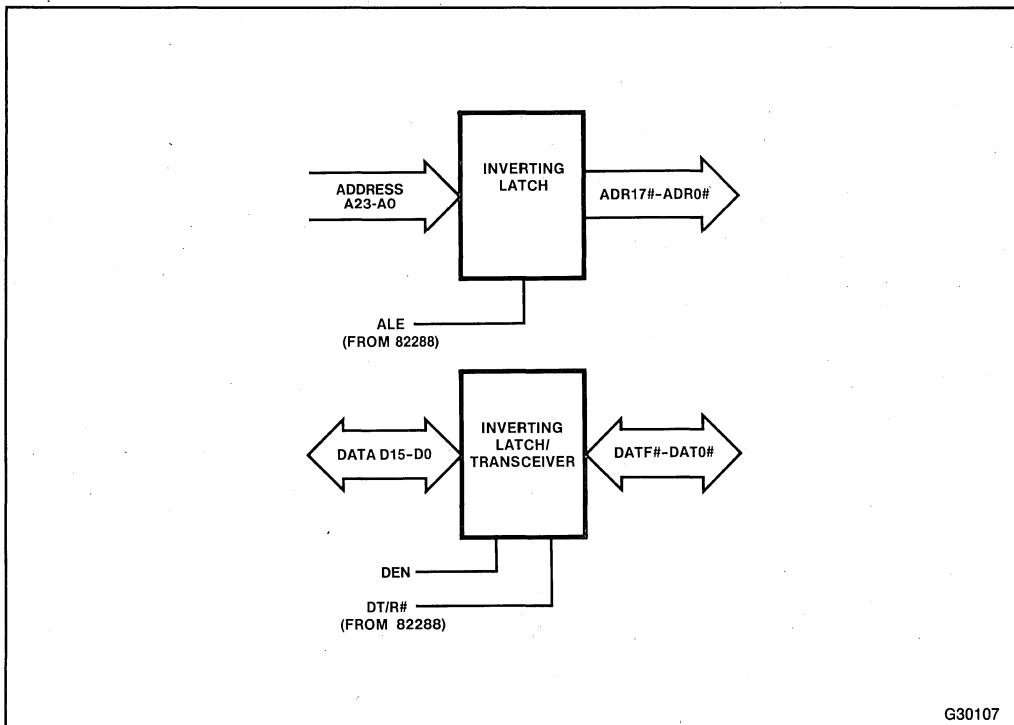 INVERTING
LATCH
ADDRESS
A23-A0
ADR17#-ADR0#
ALE
(FROM 82288)
INVERTING
LATCH/
TRANSCEIVER
DATA D15-D0
DATF#-DAT0#
DEN
DT/R#
(FROM 82288)
G30107